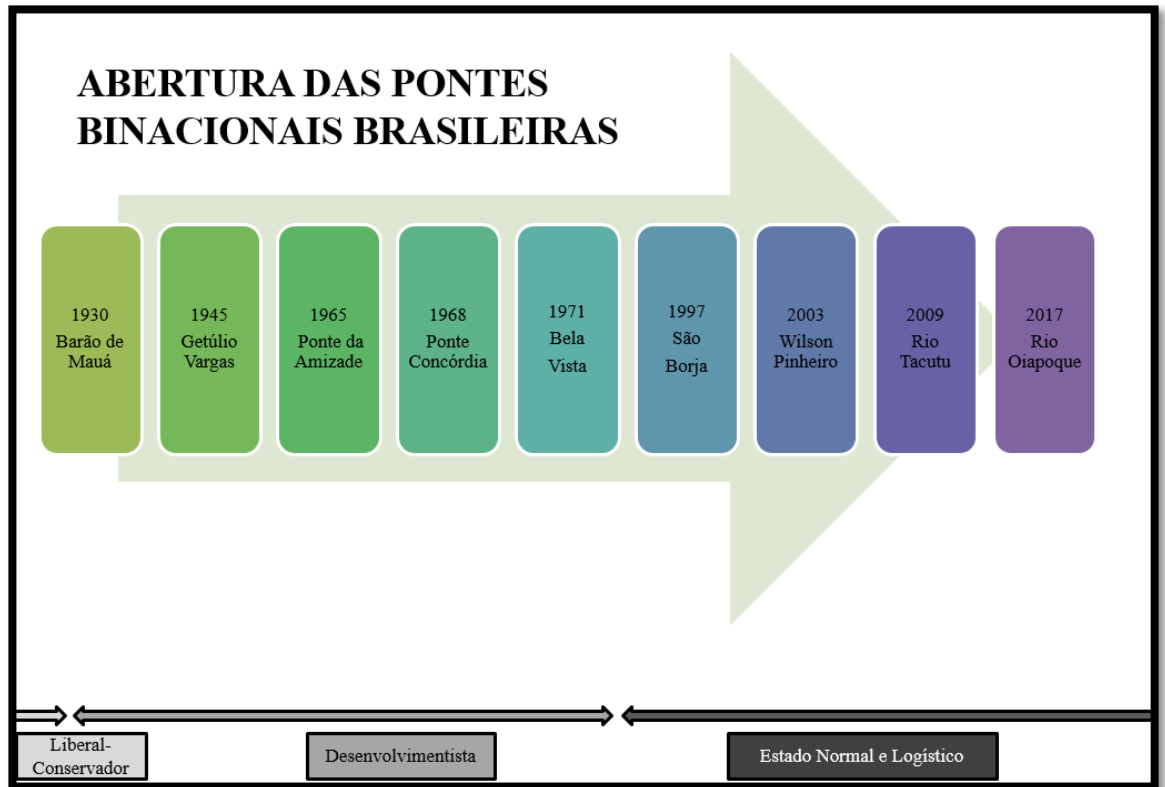 ABERTURA DAS PONTES
BINACIONAIS BRASILEIRAS
1930
Barão de
Mauá
1945
Getúlio
Vargas
1965
Ponte da
Amizade
1968
Ponte
Concórdia
1971
Bela
Vista
1997
São
Borja
2003
Wilson
Pinheiro
2009
Rio
Tacutu
2017
Rio
Oiapoque
Liberal-
Conservador
Desenvolvimentista
Estado Normal e Logístico